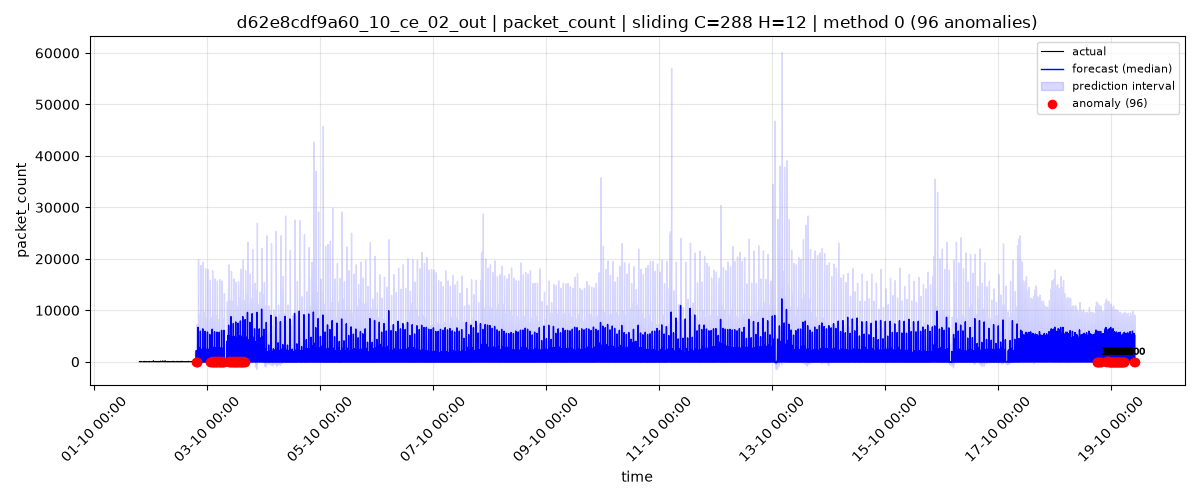 d62e8cdf9a60_10_ce_02_out | packet_count | sliding C=288 H=12 | method 0 (96 anomalies)
actual
forecast (median)
prediction interval
anomaly (96)
packet_count
60000
50000
40000
30000
20000
10000
0
01-10 00:00
03-10 00:00
05-10 00:00
07-10 00:00
09-10 00:00
11-10 00:00
13-10 00:00
15-10 00:00
17-10 00:00
19-10 00:00
time